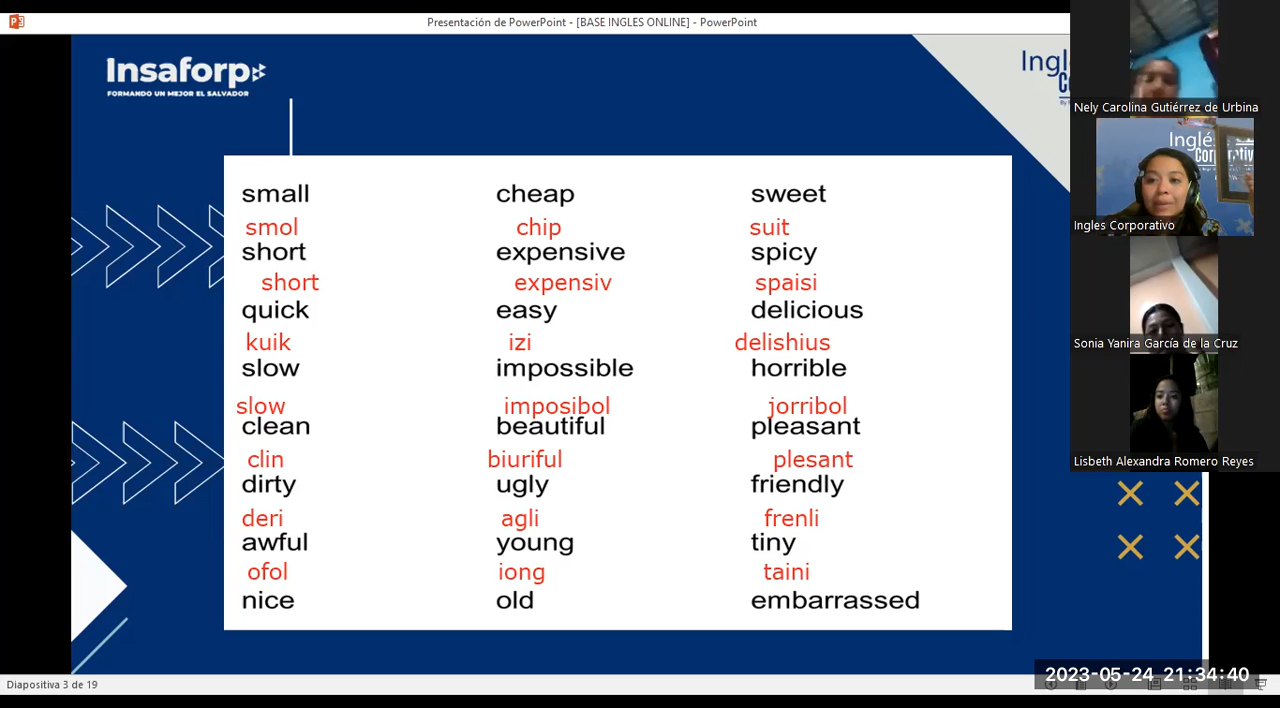 Presentación de PowerPoint - [BASE INGLES ONLINE] - PowerPoint
Insaforp
FORMANDO UN MEJOR EL SALVADOR
Ingl
small cheap sweet
smol chip suit
short expensive spicy
short expensiv spaisi
quick easy delicious
kuik izi delishius
slow impossible horrible
slow imposibol jorribol
clean beautiful pleasant
clin biuriful plesant
dirty ugly friendly
deri agli frenli
awful young tiny
ofol iong taini
nice old embarrassed
Nely Carolina Gutiérrez de Urbina
Ingles Corporativo
Sonia Yanira García de la Cruz
Lisbeth Alexandra Romero Reyes
Diapositiva 3 de 19
2023-05-24 21:34:40